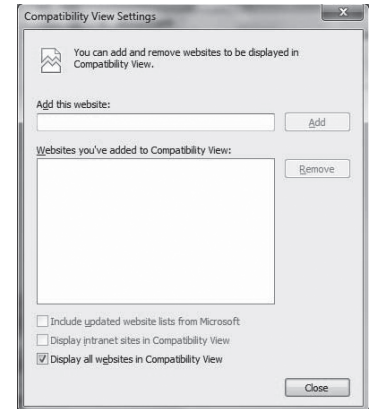 Compatibility View Settings
You can add and remove websites to be displayed in
Compatibility View.
Add this website:
Add
Websites you've added to Compatibility View:
Remove
Include updated website lists from Microsoft
Display intranet sites in Compatibility View
Display all websites in Compatibility View
Close